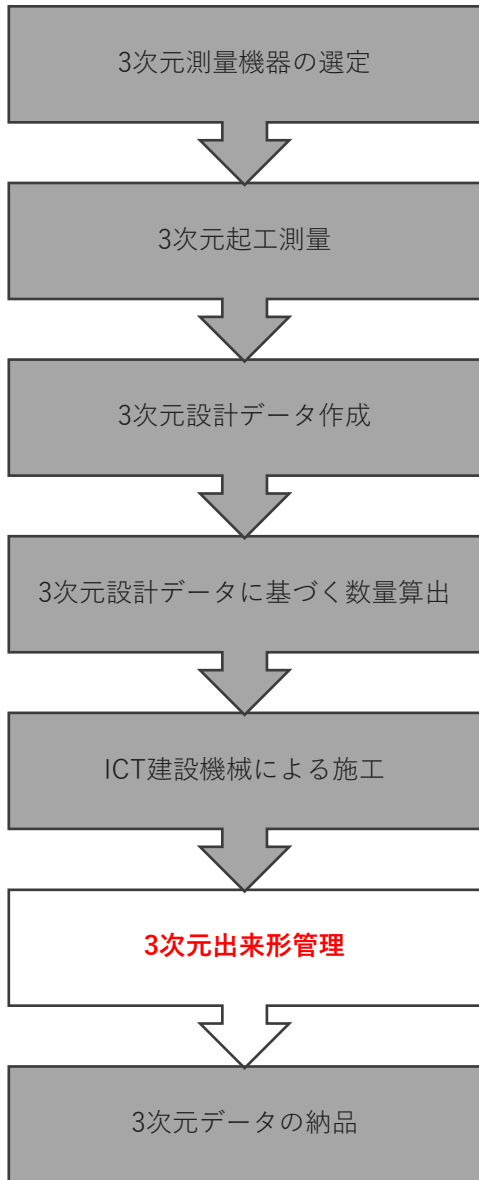 3次元測量機器の選定
3次元起工測量
3次元設計データ作成
3次元設計データに基づく数量算出
ICT建設機械による施工
3次元出来形管理
3次元データの納品